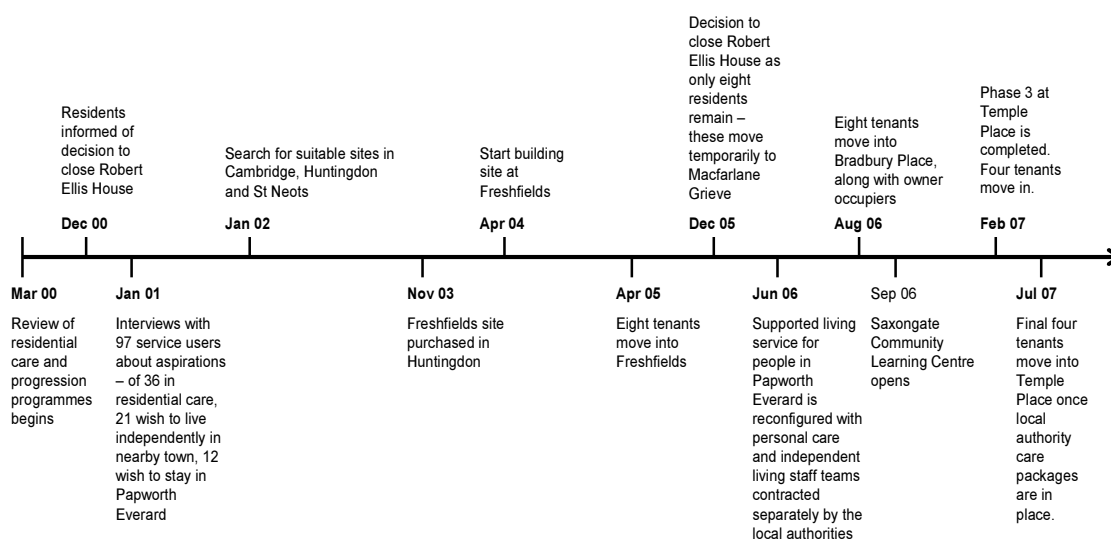 Residents
informed of
decision to
close Robert
Ellis House
Dec 00
Search for suitable sites in
Cambridge, Huntingdon
and St Neots
Jan 02
Start building
site at
Freshfields
Apr 04
Decision to
close Robert
Ellis House as
only eight
residents
remain –
these move
temporarily to
Macfarlane
Grieve
Dec 05
Eight tenants
move into
Bradbury Place,
along with owner
occupiers
Aug 06
Phase 3 at
Temple
Place is
completed.
Four tenants
move in.
Feb 07
Mar 00
Review of
residential
care and
progression
programmes
begins
Jan 01
Interviews with
97 service users
about aspirations
– of 36 in
residential care,
21 wish to live
independently in
nearby town, 12
wish to stay in
Papworth
Everard
Nov 03
Freshfields site
purchased in
Huntingdon
Apr 05
Eight tenants
move into
Freshfields
Jun 06
Supported living
service for
people in
Papworth
Everard is
reconfigured with
personal care
and independent
living staff teams
contracted
separately by the
local authorities
Sep 06
Saxongate
Community
Learning Centre
opens
Jul 07
Final four
tenants
move into
Temple
Place once
local
authority
care
packages
are in
place.